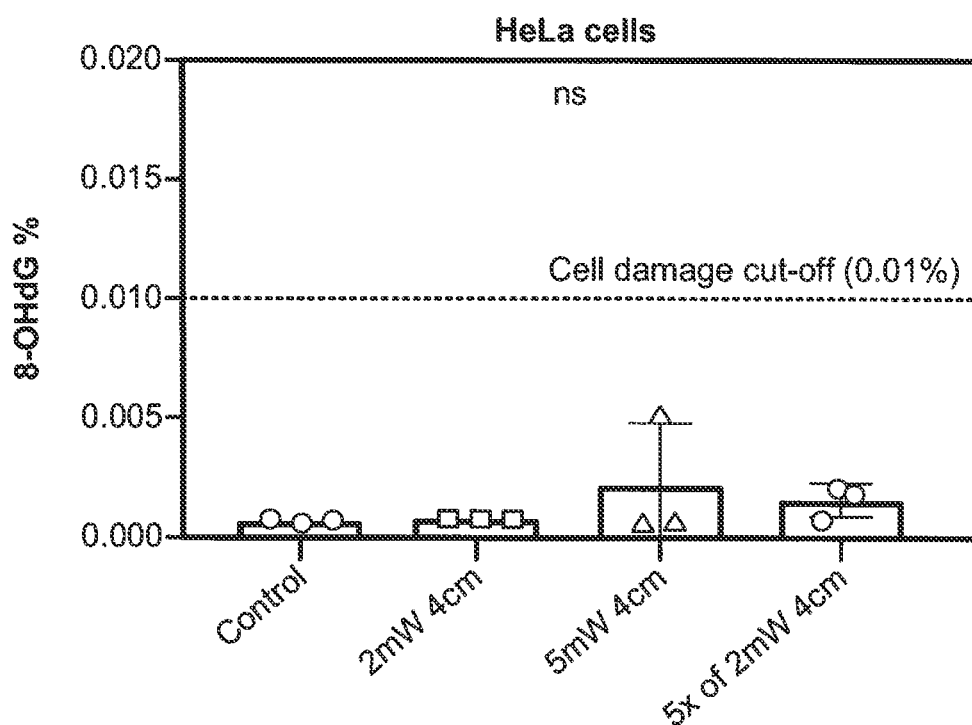 HeLa cells
0.020
ns
0.015
Cell damage cut-off (0.01%)
0.010
0.005
0.000
8-OHdG %
Control
2mW 4cm
5mW 4cm
5x of 2mW 4cm